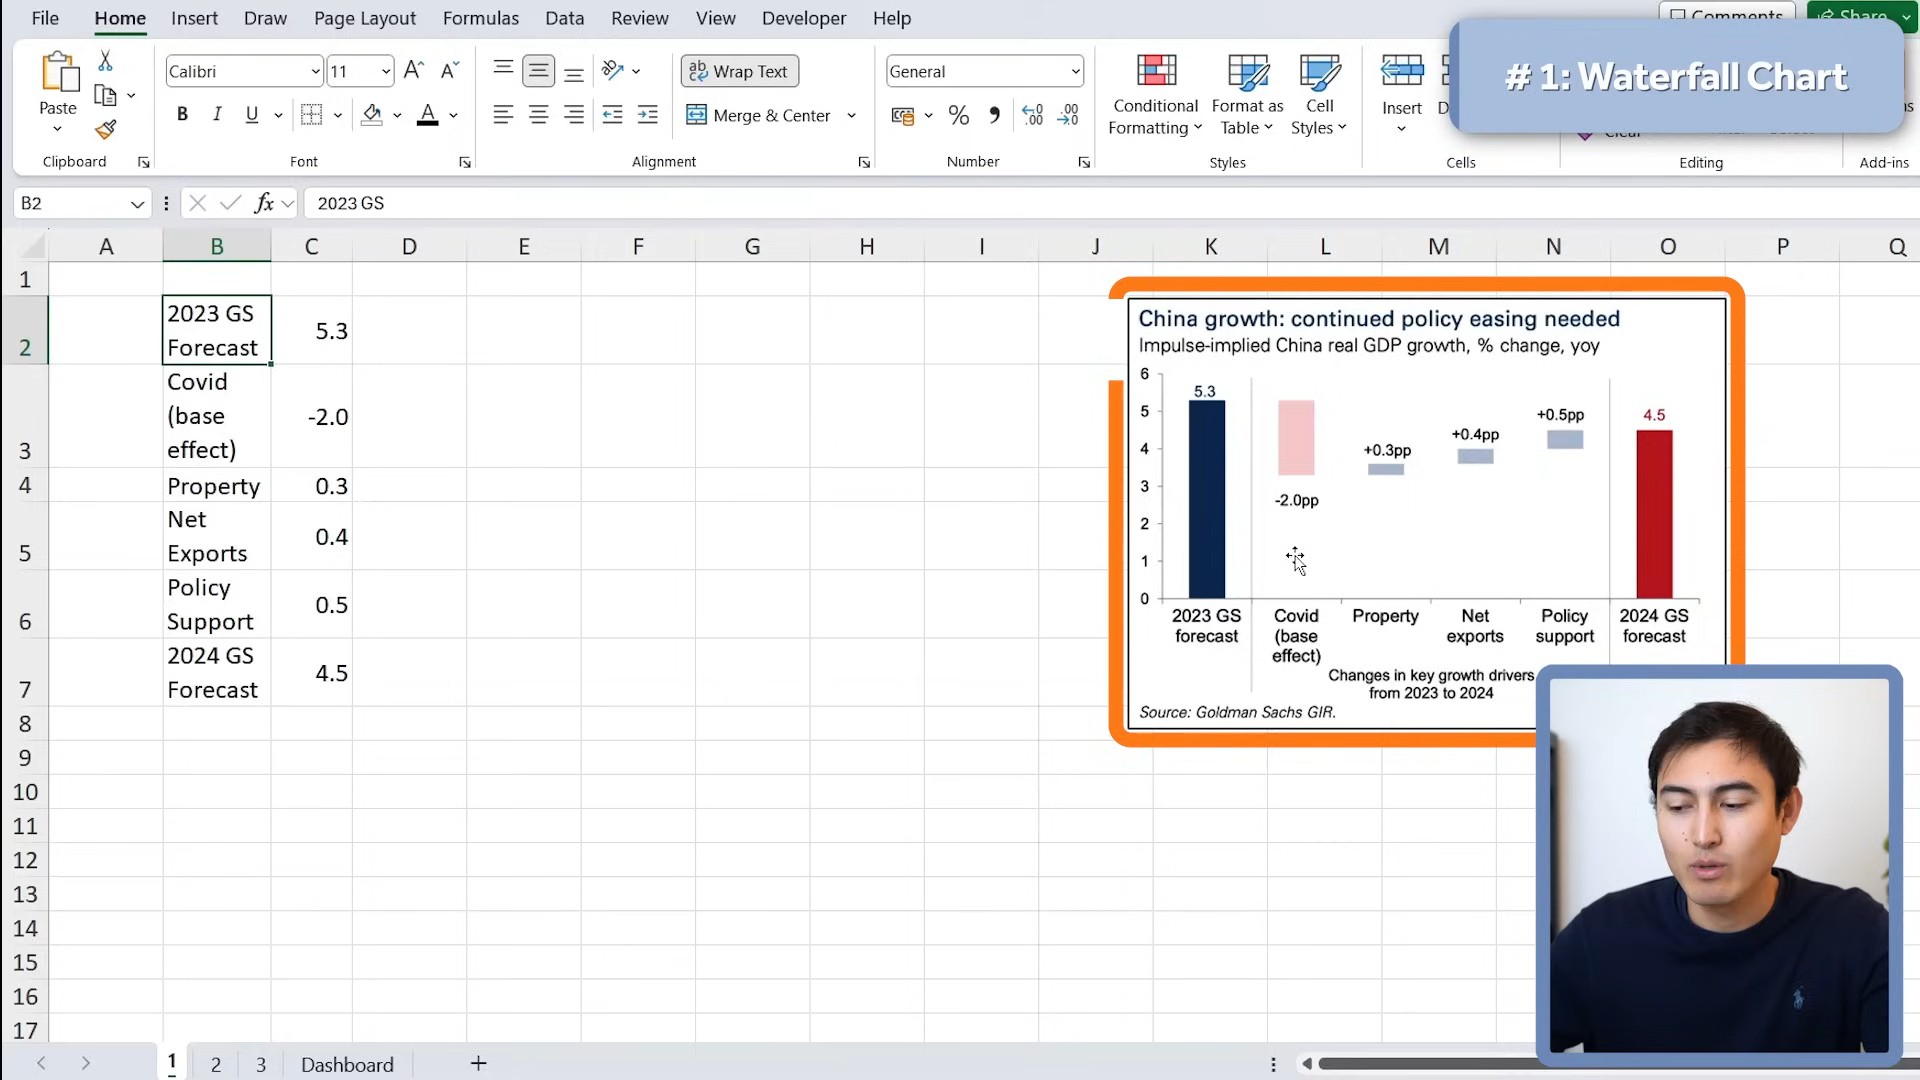 File Home Insert Draw Page Layout Formulas Data Review View Developer Help
Comments Share
# 1: Waterfall Chart
Paste
Calibri 11
B I U
Wrap Text
Merge & Center
General
Conditional Formatting
Format as Table
Cell Styles
Insert
Clear
Clipboard Font Alignment Number Styles Cells Editing Add-ins
B2 fx 2023 GS
A B C D E F G H I J K L M N O P Q
1
2 2023 GS Forecast 5.3
3 Covid (base effect) -2.0
4 Property 0.3
5 Net Exports 0.4
6 Policy Support 0.5
7 2024 GS Forecast 4.5
8
9
10
11
12
13
14
15
16
17
China growth: continued policy easing needed
Impulse-implied China real GDP growth, % change, yoy
6
5
4
3
2
1
0
5.3
-2.0pp
+0.3pp
+0.4pp
+0.5pp
4.5
2023 GS forecast
Covid (base effect)
Property
Net exports
Policy support
2024 GS forecast
Changes in key growth drivers
from 2023 to 2024
Source: Goldman Sachs GIR.
1 2 3 Dashboard